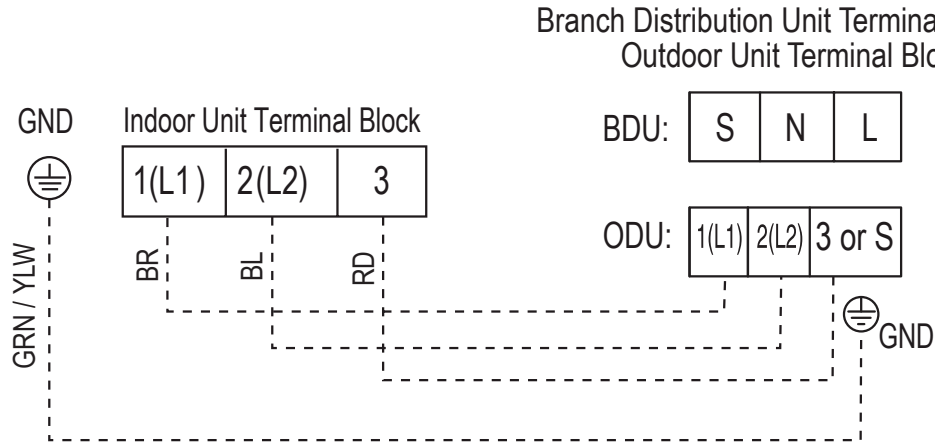 Branch Distribution Unit Termina
Outdoor Unit Terminal Blo
GND
Indoor Unit Terminal Block
BDU: S N L
1(L1) 2(L2) 3
ODU: 1(L1) 2(L2) 3 or S
GRN / YLW
BR
BL
RD
GND